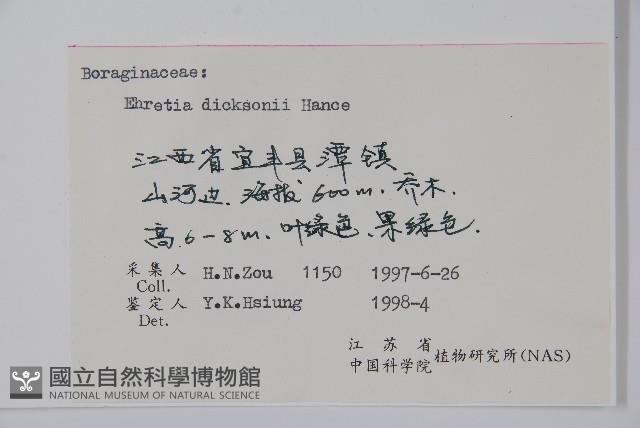 Boraginaceae:
Ehretia dicksonii Hance
江西省宜丰县潭镇
山河边. 海拔 600 m. 乔木.
高 6-8 m. 叶绿色. 果绿色.
采集人 H.N.Zou 1150 1997-6-26
Coll.
鉴定人 Y.K.Hsiung 1998-4
Det.
江苏省
中国科学院 植物研究所(NAS)
國立自然科學博物館
NATIONAL MUSEUM OF NATURAL SCIENCE